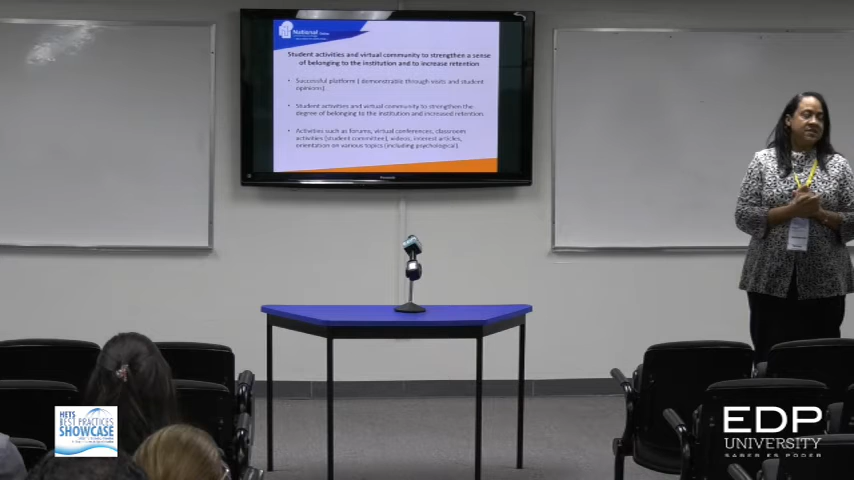 National
Student activities and virtual community to strengthen a sense
of belonging to the institution and to increase retention
• Successful platform ( demonstrable through visits and student
opinions).
• Student activities and virtual community to strengthen the
degree of belonging to the institution and increased retention.
• Activities such as forums, virtual conferences, classroom
activities (student committee), videos, interest articles,
orientation on various topics (including psychological).
Panasonic
HETS
BEST PRACTICES
SHOWCASE
EDP
UNIVERSITY
SABER ES PODER